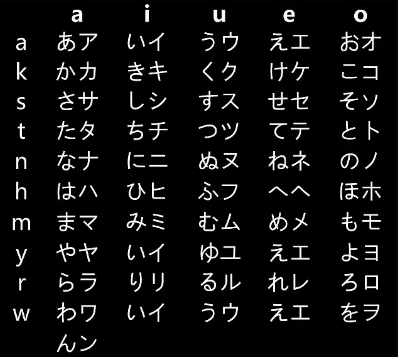 a i u e o
a あア いイ うウ えエ おオ
k かカ きキ くク けケ こコ
s さサ しシ すス せセ そソ
t たタ ちチ つツ てテ とト
n なナ にニ ぬヌ ねネ のノ
h はハ ひヒ ふフ へヘ ほホ
m まマ みミ むム めメ もモ
y やヤ いイ ゆユ えエ よヨ
r らラ りリ るル れレ ろロ
w わワ いイ うウ えエ をヲ
んン